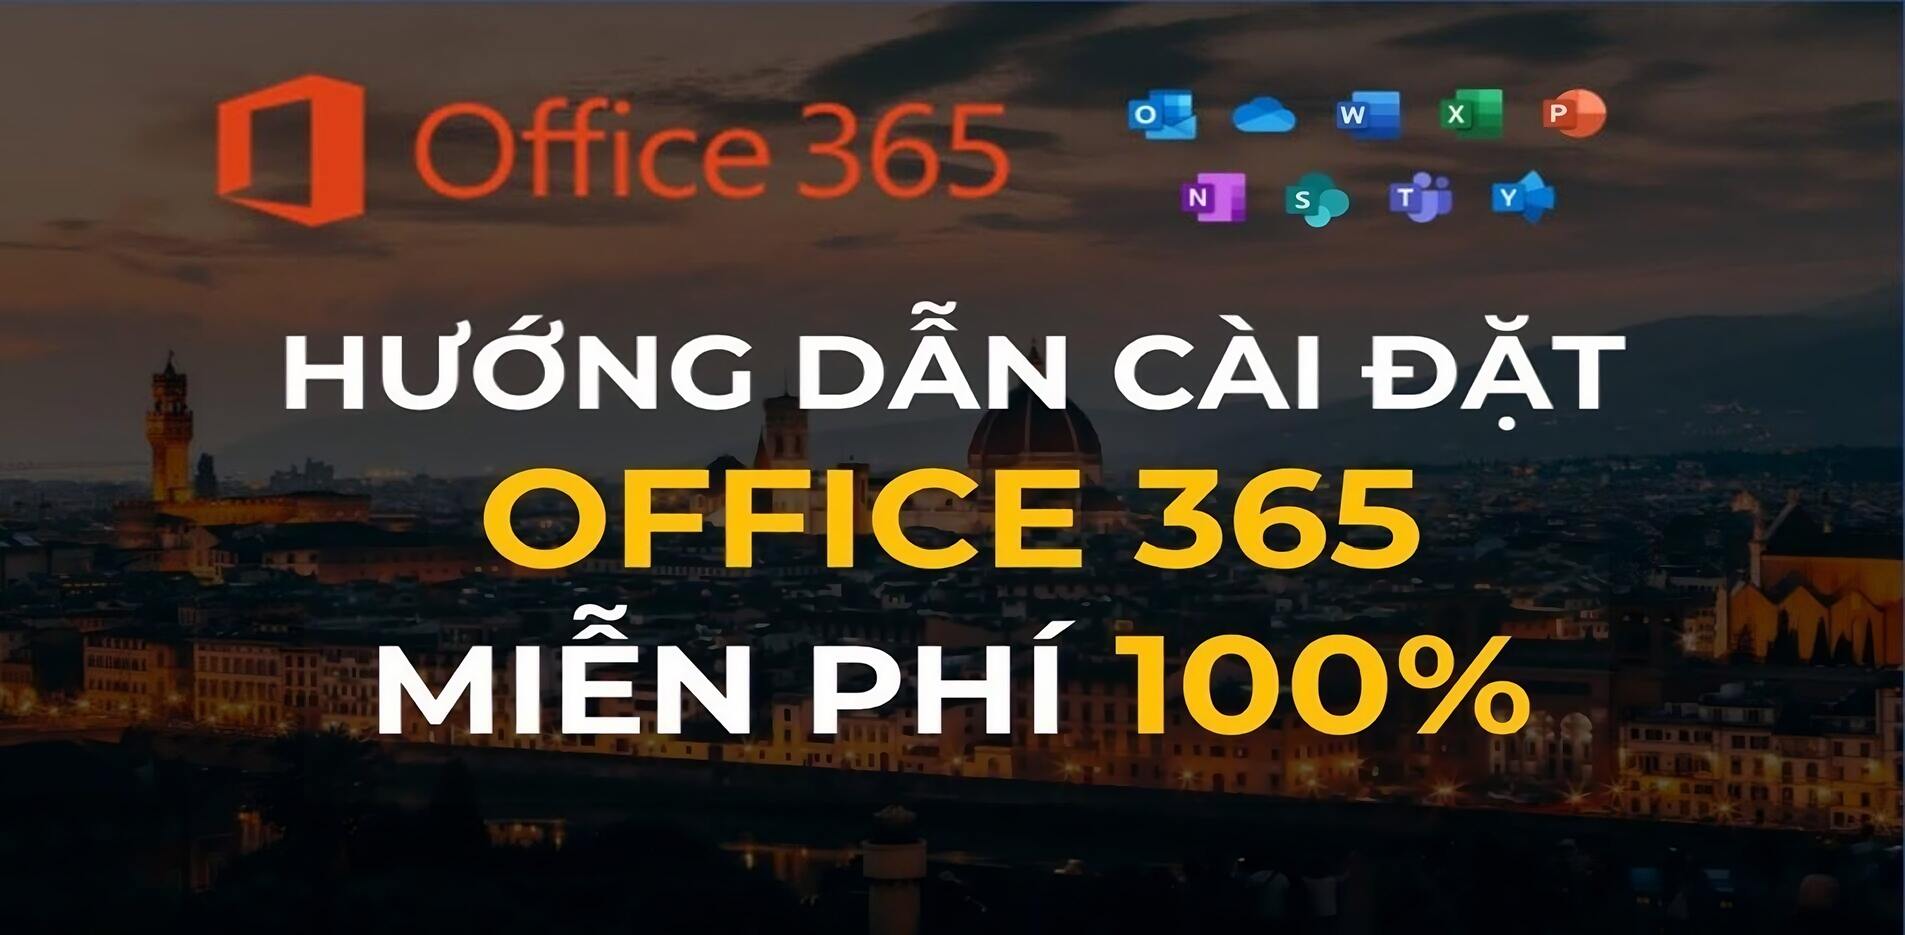 Office 365
O W X P
N S T Y
HƯỚNG DẪN CÀI ĐẶT
OFFICE 365
MIỄN PHÍ 100%